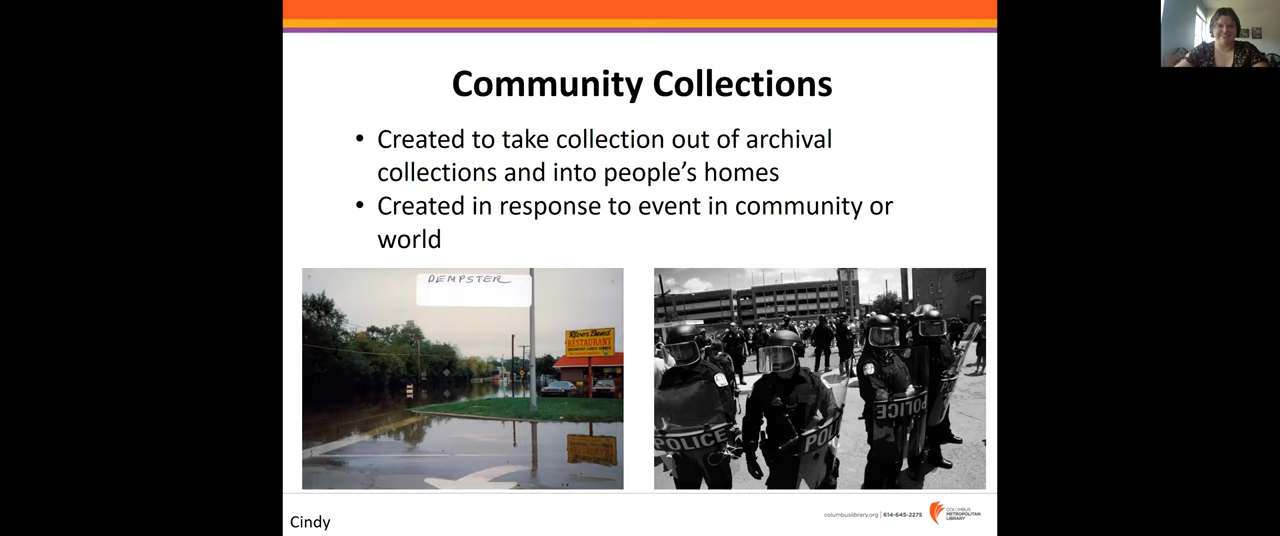 Community Collections
• Created to take collection out of archival
collections and into people's homes
• Created in response to event in community or
world
DEMPSTER
River Bend
RESTAURANT
POLICE
POL
POLICE
Cindy
columbuslibrary.org | 614-645-2275
COLUMBUS
METROPOLITAN
LIBRARY